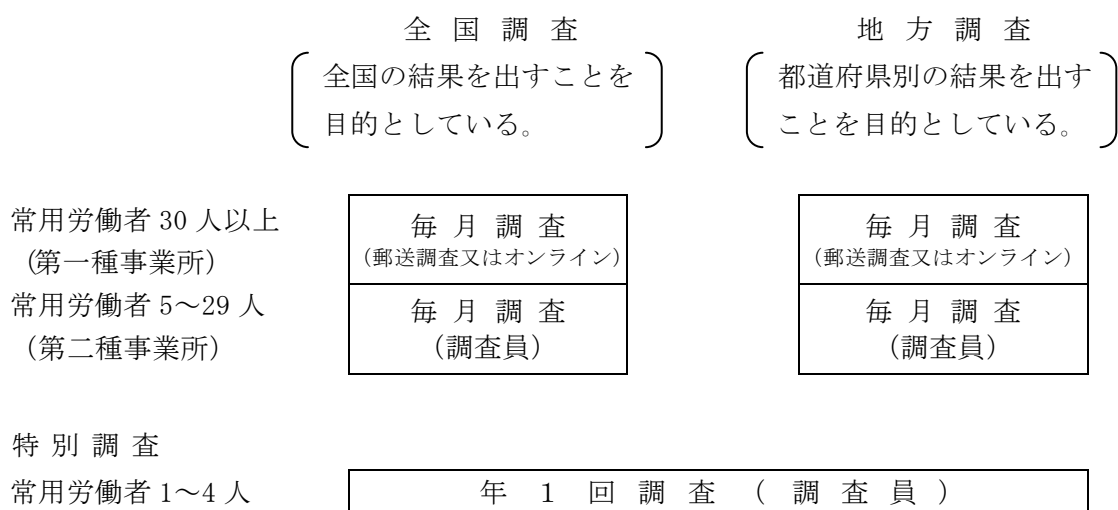 全国調査 地方調査
全国の結果を出すことを 都道府県別の結果を出す
目的としている。 ことを目的としている。
常用労働者 30 人以上 毎月調査 毎月調査
(第一種事業所) (郵送調査又はオンライン) (郵送調査又はオンライン)
常用労働者 5~29 人 毎月調査 毎月調査
(第二種事業所) (調査員) (調査員)
特別調査
常用労働者 1~4 人 年1回調査(調査員)